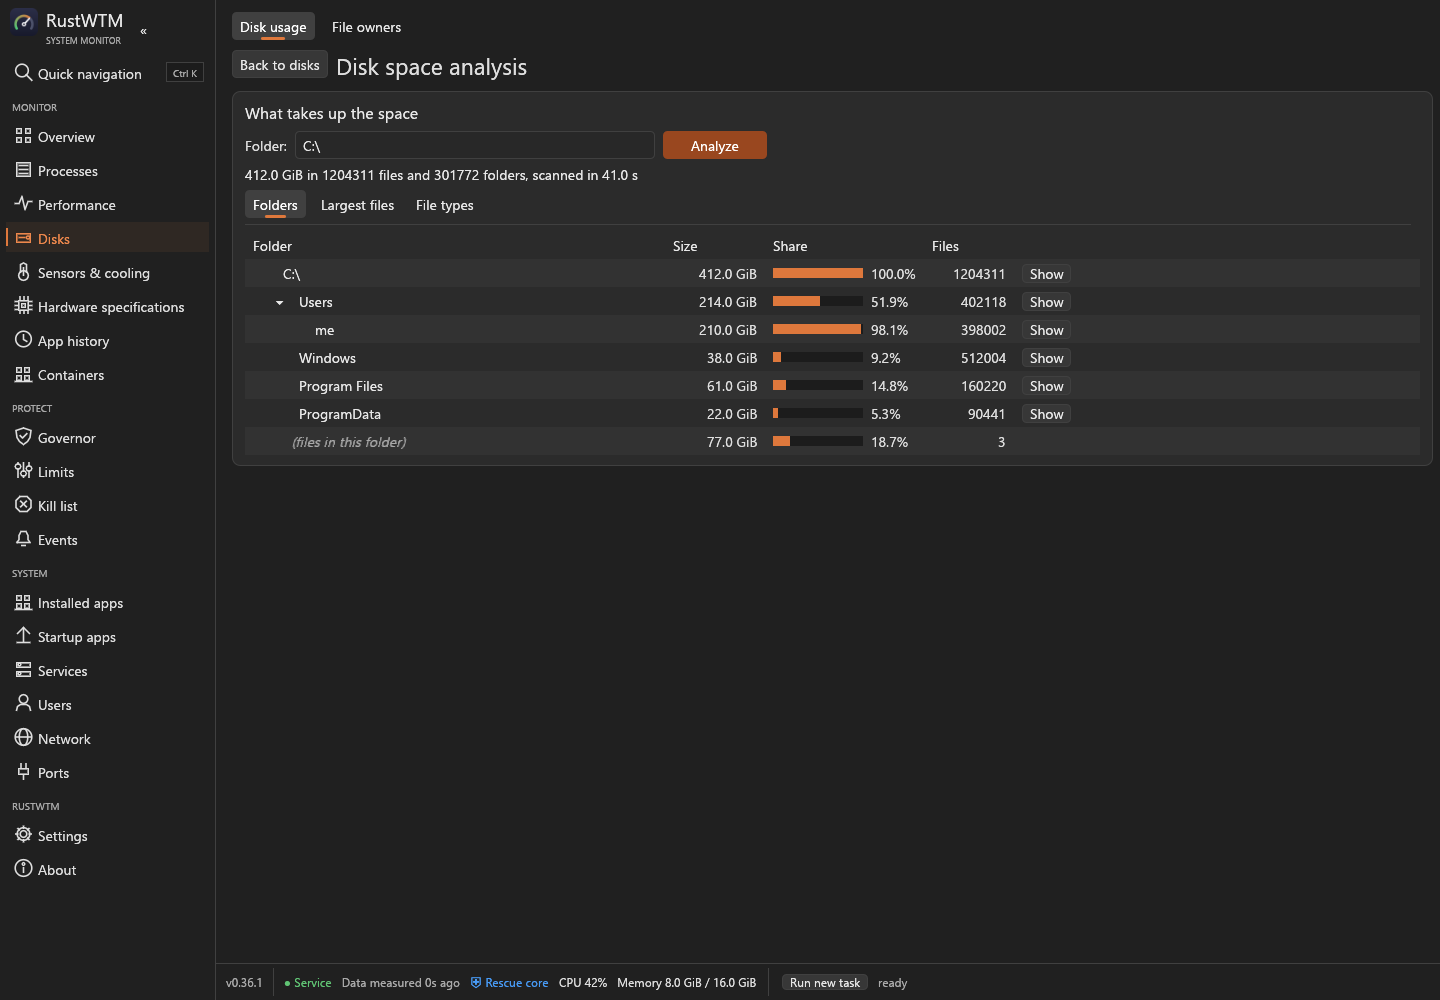 RustWTM
SYSTEM MONITOR
«
Quick navigation Ctrl K
MONITOR
Overview
Processes
Performance
Disks
Sensors & cooling
Hardware specifications
App history
Containers
PROTECT
Governor
Limits
Kill list
Events
SYSTEM
Installed apps
Startup apps
Services
Users
Network
Ports
RUSTWTM
Settings
About
Disk usage File owners
Back to disks Disk space analysis
What takes up the space
Folder: C:\ Analyze
412.0 GiB in 1204311 files and 301772 folders, scanned in 41.0 s
Folders Largest files File types
Folder Size Share Files
C:\ 412.0 GiB 100.0% 1204311 Show
Users 214.0 GiB 51.9% 402118 Show
me 210.0 GiB 98.1% 398002 Show
Windows 38.0 GiB 9.2% 512004 Show
Program Files 61.0 GiB 14.8% 160220 Show
ProgramData 22.0 GiB 5.3% 90441 Show
(files in this folder) 77.0 GiB 18.7% 3
v0.36.1 Service Data measured 0s ago Rescue core CPU 42% Memory 8.0 GiB / 16.0 GiB Run new task ready